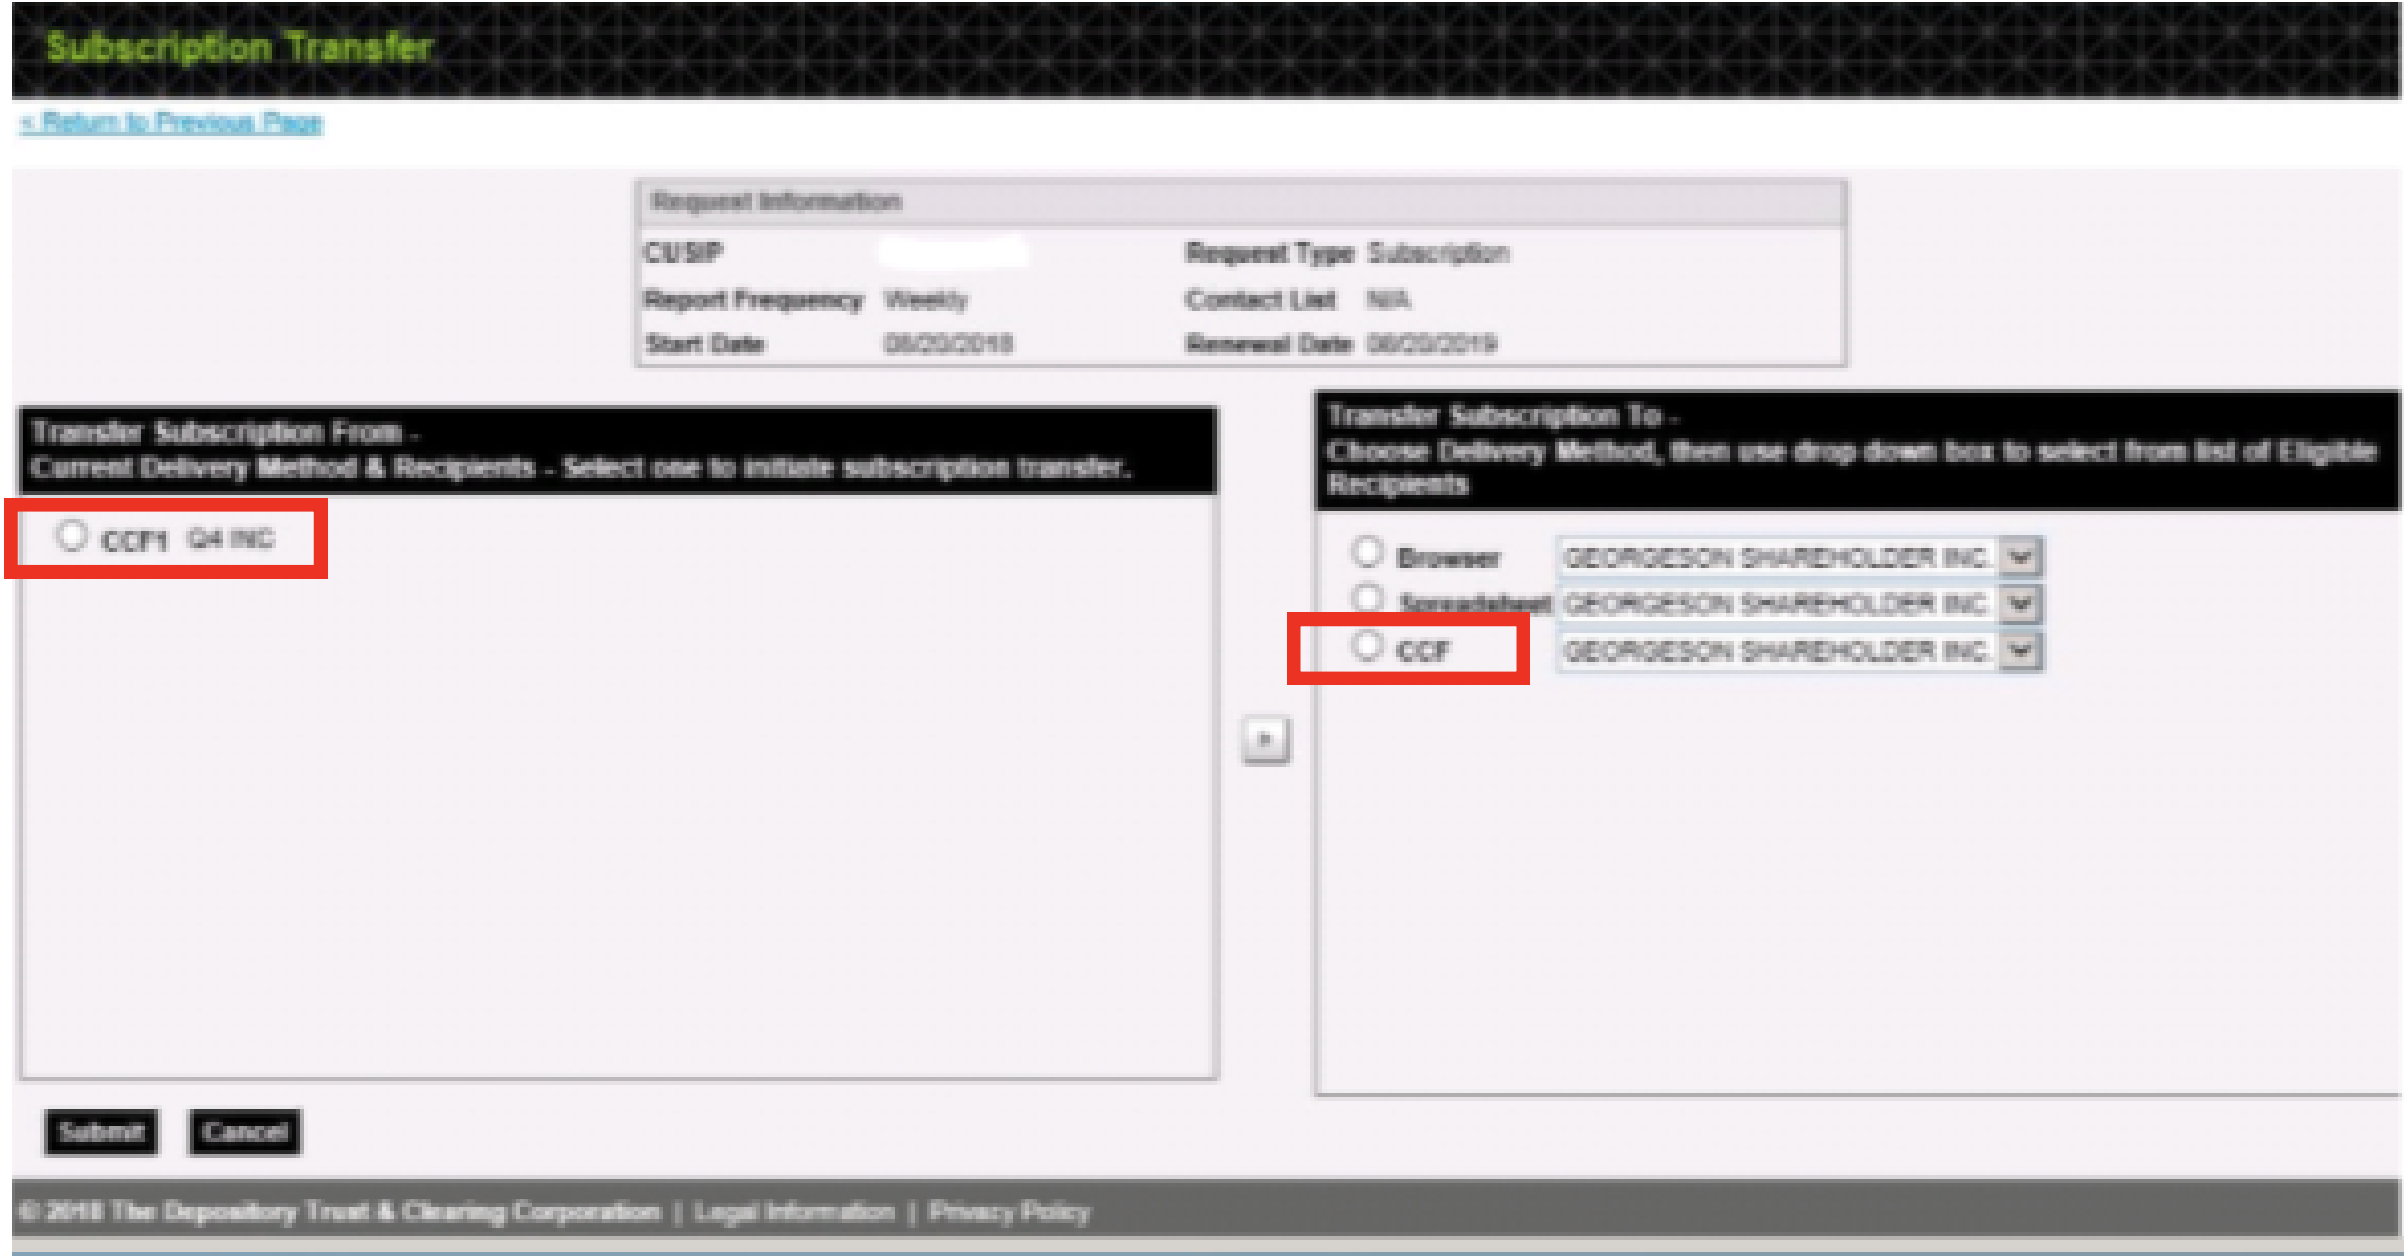 Subscription Transfer
< Return to Previous Page
Request Information
CUSIP Request Type Subscription
Report Frequency Weekly Contact List N/A
Start Date Renewal Date
Transfer Subscription From -
Current Delivery Method & Recipients - Select one to initiate subscription transfer.
CCF1 Q4 INC
Transfer Subscription To -
Choose Delivery Method, then use drop down box to select from list of Eligible
Recipients
Browser GEORGESON SHAREHOLDER INC.
Spreadsheet GEORGESON SHAREHOLDER INC.
CCF GEORGESON SHAREHOLDER INC.
Submit Cancel
© 2018 The Depository Trust & Clearing Corporation | Legal Information | Privacy Policy